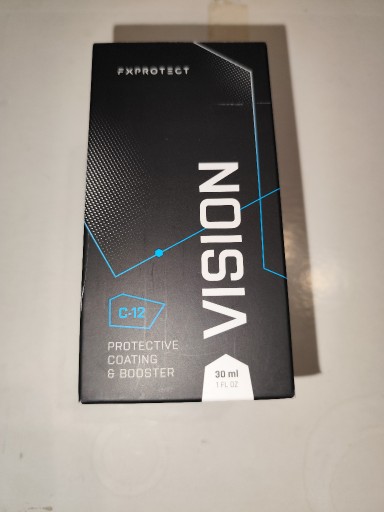 FXPROTECT
VISION
C-12
PROTECTIVE
COATING
& BOOSTER
30 ml
1 FL OZ